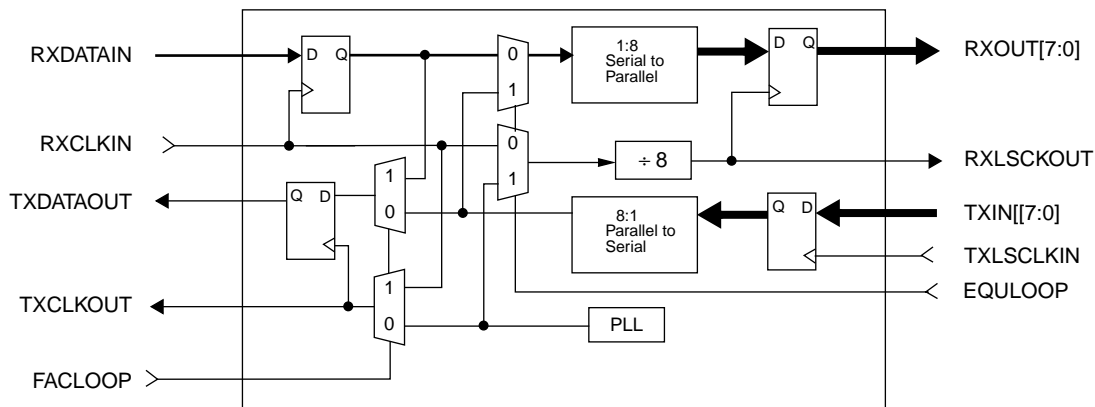 RXDATAIN
D Q
0
1
1:8
Serial to
Parallel
D Q
RXOUT[7:0]
RXCLKIN
0
1
÷ 8
RXLSCKOUT
TXDATAOUT
Q D
1
0
8:1
Parallel to
Serial
Q D
TXIN[[7:0]
TXLSCLKIN
TXCLKOUT
1
0
PLL
EQULOOP
FACLOOP